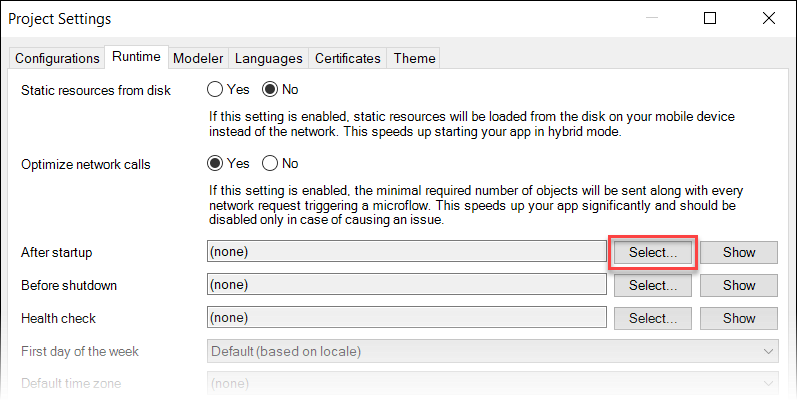 Project Settings
Configurations Runtime Modeler Languages Certificates Theme
Static resources from disk Yes No
If this setting is enabled, static resources will be loaded from the disk on your mobile device
instead of the network. This speeds up starting your app in hybrid mode.
Optimize network calls Yes No
If this setting is enabled, the minimal required number of objects will be sent along with every
network request triggering a microflow. This speeds up your app significantly and should be
disabled only in case of causing an issue.
After startup (none) Select... Show
Before shutdown (none) Select... Show
Health check (none) Select... Show
First day of the week Default (based on locale)
Default time zone (none)